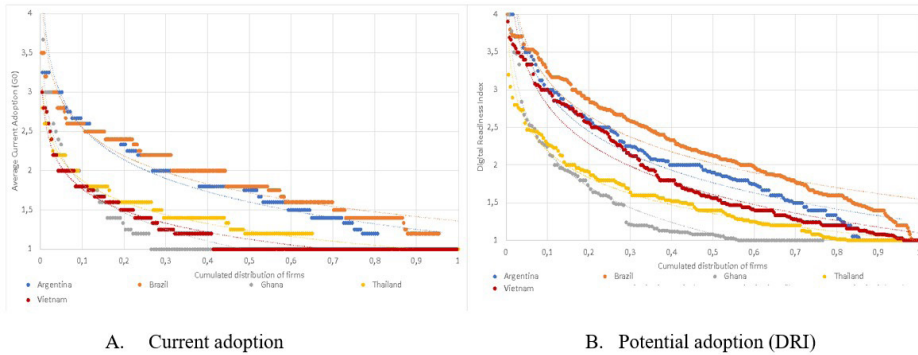 4
3,5
3
2,5
2
1,5
1
Average Current Adoption (G0)
0 0,1 0,2 0,3 0,4 0,5 0,6 0,7 0,8 0,9 1
Cumulated distribution of firms
Argentina Brazil Ghana Thailand
Vietnam
A. Current adoption
4
3,5
3
2,5
2
1,5
1
Digital Readiness Index
0 0,1 0,2 0,3 0,4 0,5 0,6 0,7 0,8 0,9 1
Cumulated distribution of firms
Argentina Brazil Ghana Thailand
Vietnam
B. Potential adoption (DRI)